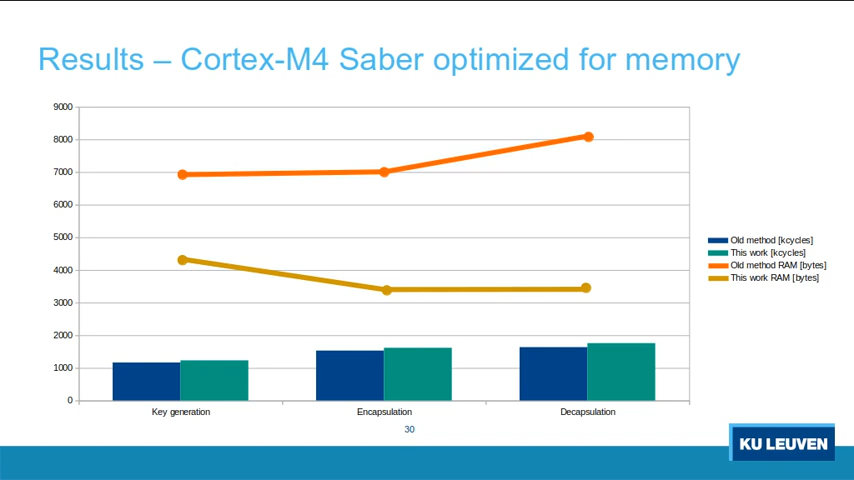 Results – Cortex-M4 Saber optimized for memory
9000
8000
7000
6000
5000
4000
3000
2000
1000
0
Key generation
Encapsulation
Decapsulation
Old method [kcycles]
This work [kcycles]
Old method RAM [bytes]
This work RAM [bytes]
30
KU LEUVEN